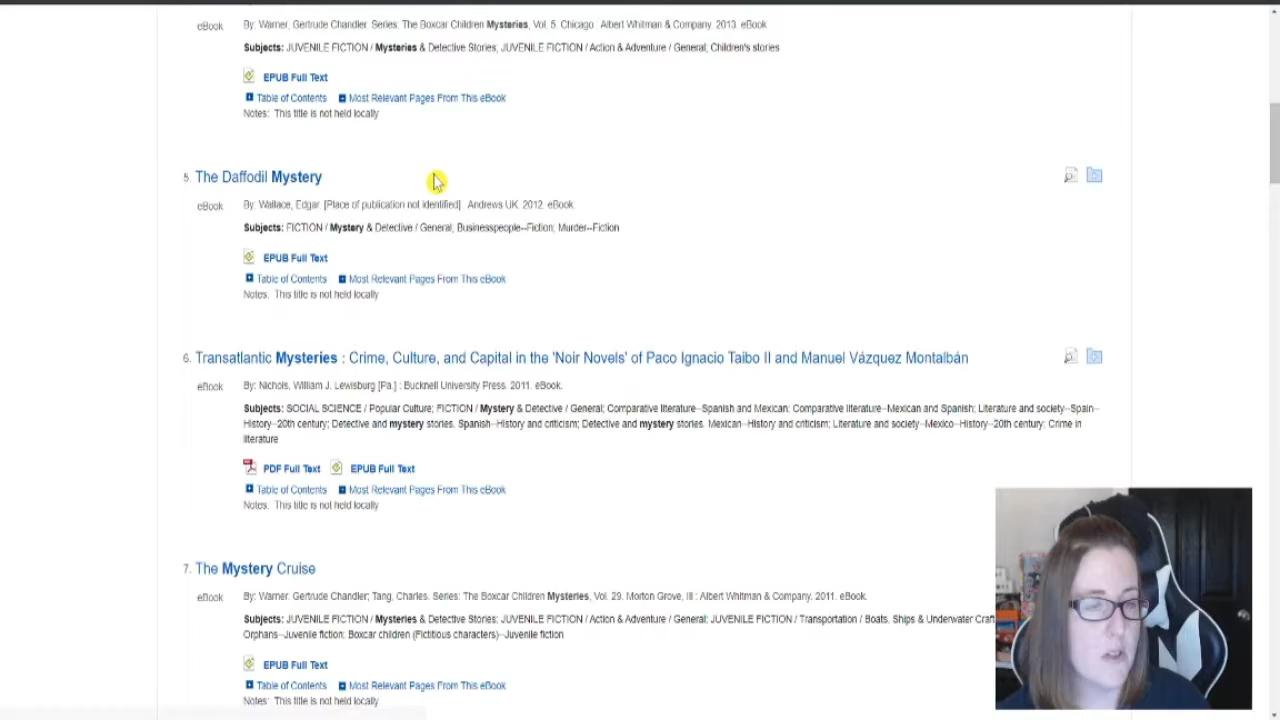 eBook
By: Warner, Gertrude Chandler. Series: The Boxcar Children Mysteries, Vol. 5. Chicago : Albert Whitman & Company. 2013. eBook.
Subjects: JUVENILE FICTION / Mysteries & Detective Stories; JUVENILE FICTION / Action & Adventure / General; Children's stories
EPUB Full Text
Table of Contents Most Relevant Pages From This eBook
Notes: This title is not held locally
5. The Daffodil Mystery
eBook
By: Wallace, Edgar. [Place of publication not identified] : Andrews UK. 2012. eBook.
Subjects: FICTION / Mystery & Detective / General; Businesspeople--Fiction; Murder--Fiction
EPUB Full Text
Table of Contents Most Relevant Pages From This eBook
Notes: This title is not held locally
6. Transatlantic Mysteries : Crime, Culture, and Capital in the 'Noir Novels' of Paco Ignacio Taibo II and Manuel Vázquez Montalbán
eBook
By: Nichols, William J. Lewisburg [Pa.] : Bucknell University Press. 2011. eBook.
Subjects: SOCIAL SCIENCE / Popular Culture; FICTION / Mystery & Detective / General; Comparative literature--Spanish and Mexican; Comparative literature--Mexican and Spanish; Literature and society--Spain--
History--20th century; Detective and mystery stories. Spanish--History and criticism; Detective and mystery stories. Mexican--History and criticism; Literature and society--Mexico--History--20th century; Crime in
literature
PDF Full Text EPUB Full Text
Table of Contents Most Relevant Pages From This eBook
Notes: This title is not held locally
7. The Mystery Cruise
eBook
By: Warner, Gertrude Chandler; Tang, Charles. Series: The Boxcar Children Mysteries, Vol. 29. Morton Grove, Ill : Albert Whitman & Company. 2011. eBook.
Subjects: JUVENILE FICTION / Mysteries & Detective Stories; JUVENILE FICTION / Action & Adventure / General; JUVENILE FICTION / Transportation / Boats, Ships & Underwater Craft
Orphans--Juvenile fiction; Boxcar children (Fictitious characters)--Juvenile fiction
EPUB Full Text
Table of Contents Most Relevant Pages From This eBook
Notes: This title is not held locally